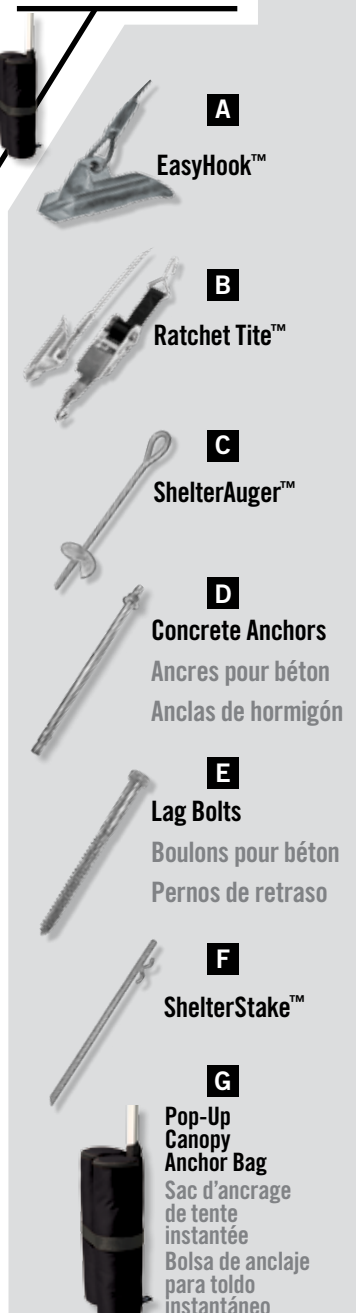 A
EasyHook™
B
Ratchet Tite™
C
ShelterAuger™
D
Concrete Anchors
Ancres pour béton
Anclas de hormigón
E
Lag Bolts
Boulons pour béton
Pernos de retraso
F
ShelterStake™
G
Pop-Up
Canopy
Anchor Bag
Sac d'ancrage
de tente
instantée
Bolsa de anclaje
para toldo
instantáneo